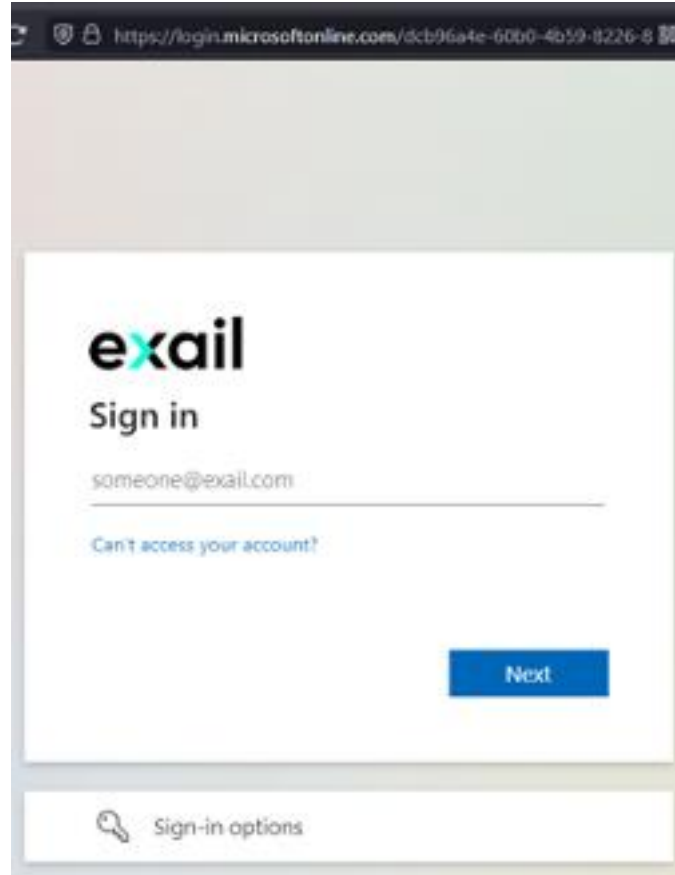 https://login.microsoftonline.com/dcb96a4e-60b0-4b59-8226-8
exail
Sign in
someone@exail.com
Can't access your account?
Next
Sign-in options